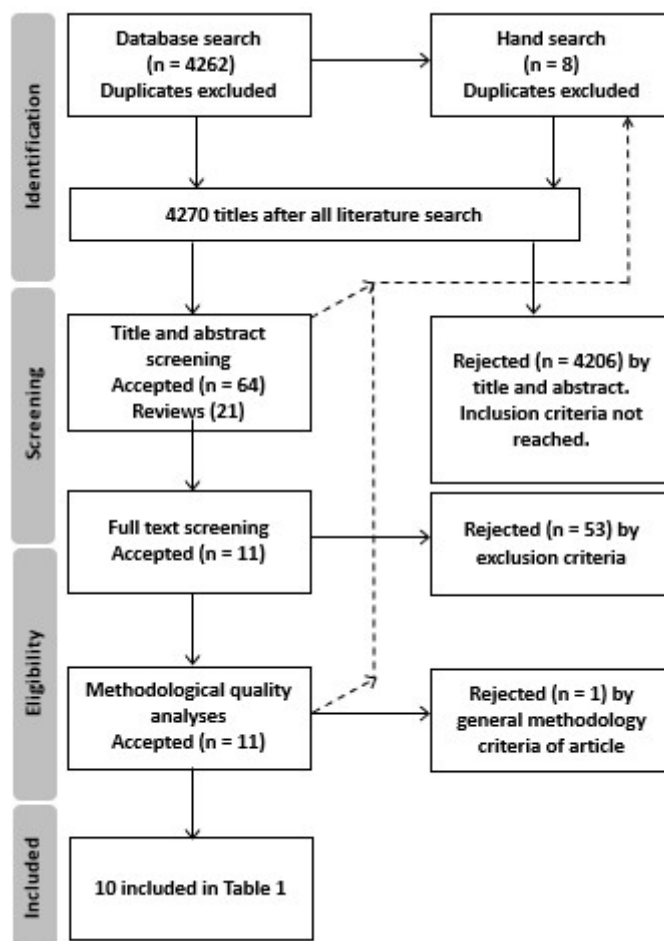 Identification
Database search
(n = 4262)
Duplicates excluded
Hand search
(n = 8)
Duplicates excluded
4270 titles after all literature search
Screening
Title and abstract
screening
Accepted (n = 64)
Reviews (21)
Rejected (n = 4206) by
title and abstract.
Inclusion criteria not
reached.
Full text screening
Accepted (n = 11)
Rejected (n = 53) by
exclusion criteria
Eligibility
Methodological quality
analyses
Accepted (n = 11)
Rejected (n = 1) by
general methodology
criteria of article
Included
10 included in Table 1